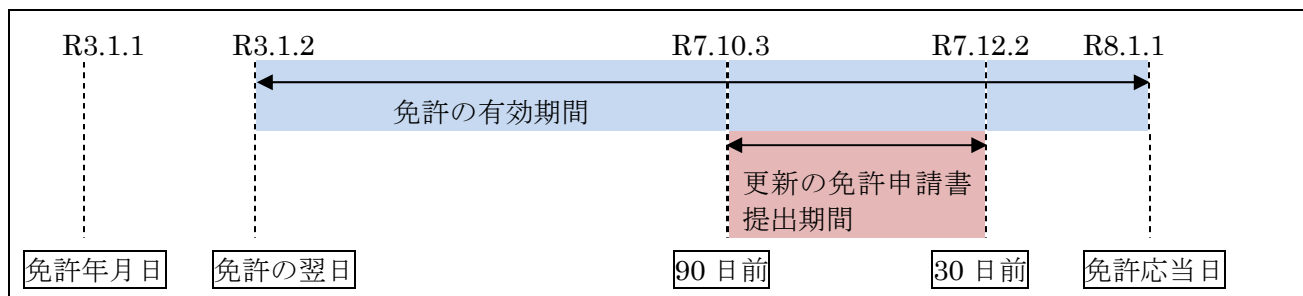 R3.1.1
R3.1.2
R7.10.3
R7.12.2
R8.1.1
免許の有効期間
更新の免許申請書
提出期間
免許年月日
免許の翌日
90 日前
30 日前
免許応当日